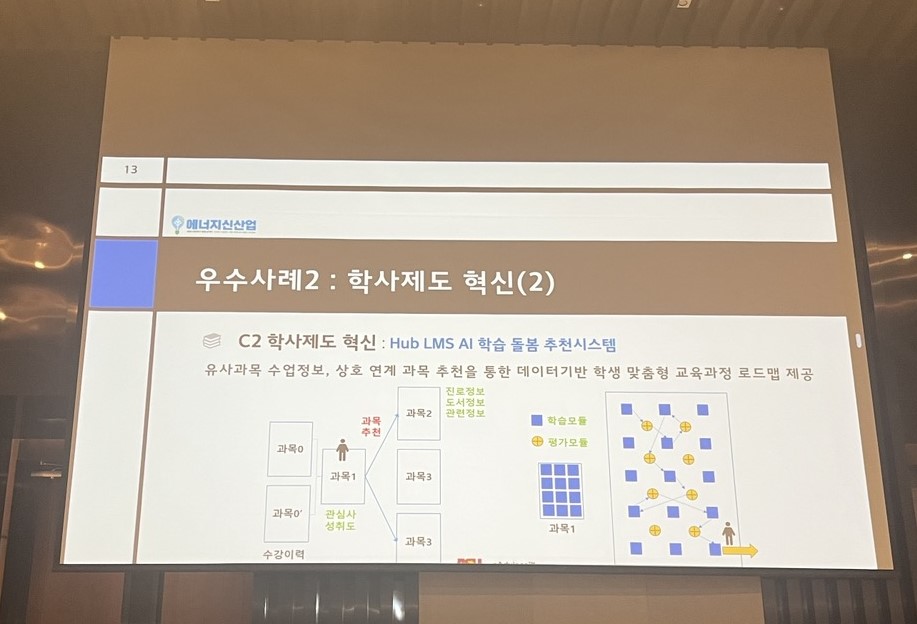 13
에너지신산업
우수사례2 : 학사제도 혁신(2)
C2 학사제도 혁신 : Hub LMS AI 학습 돌봄 추천시스템
유사과목 수업정보, 상호 연계 과목 추천을 통한 데이터기반 학생 맞춤형 교육과정 로드맵 제공
과목0
과목0'
수강이력
과목1
관심사
성취도
과목
추천
과목2
진로정보
도서정보
관련정보
과목3
과목3
학습모듈
평가모듈
과목1